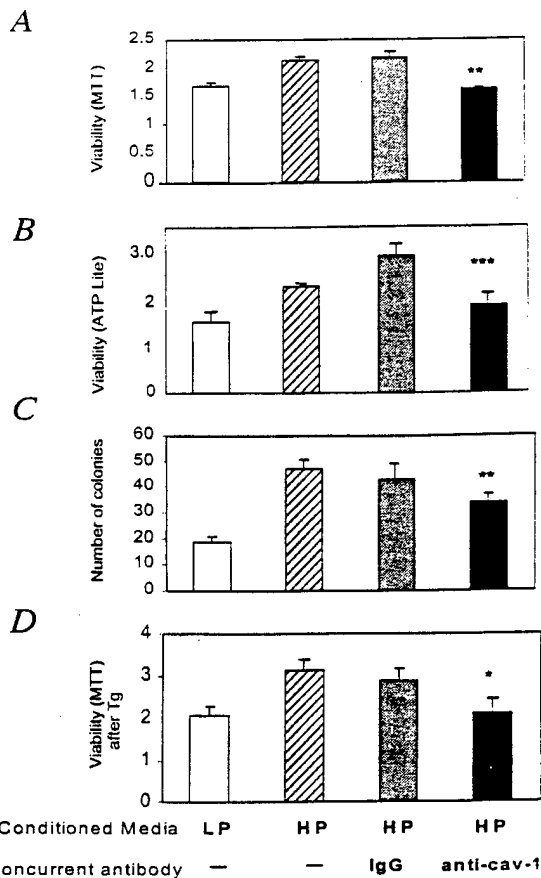 A
Viability (MTT)
2.5
2
1.5
1
0.5
0
**
B
Viability (ATP Lite)
3.0
2
1
0
***
C
Number of colonies
60
50
40
30
20
10
0
**
D
Viability (MTT)
after Tg
4
3
2
1
0
*
Conditioned Media LP HP HP HP
oncurrent antibody — — IgG anti-cav-1